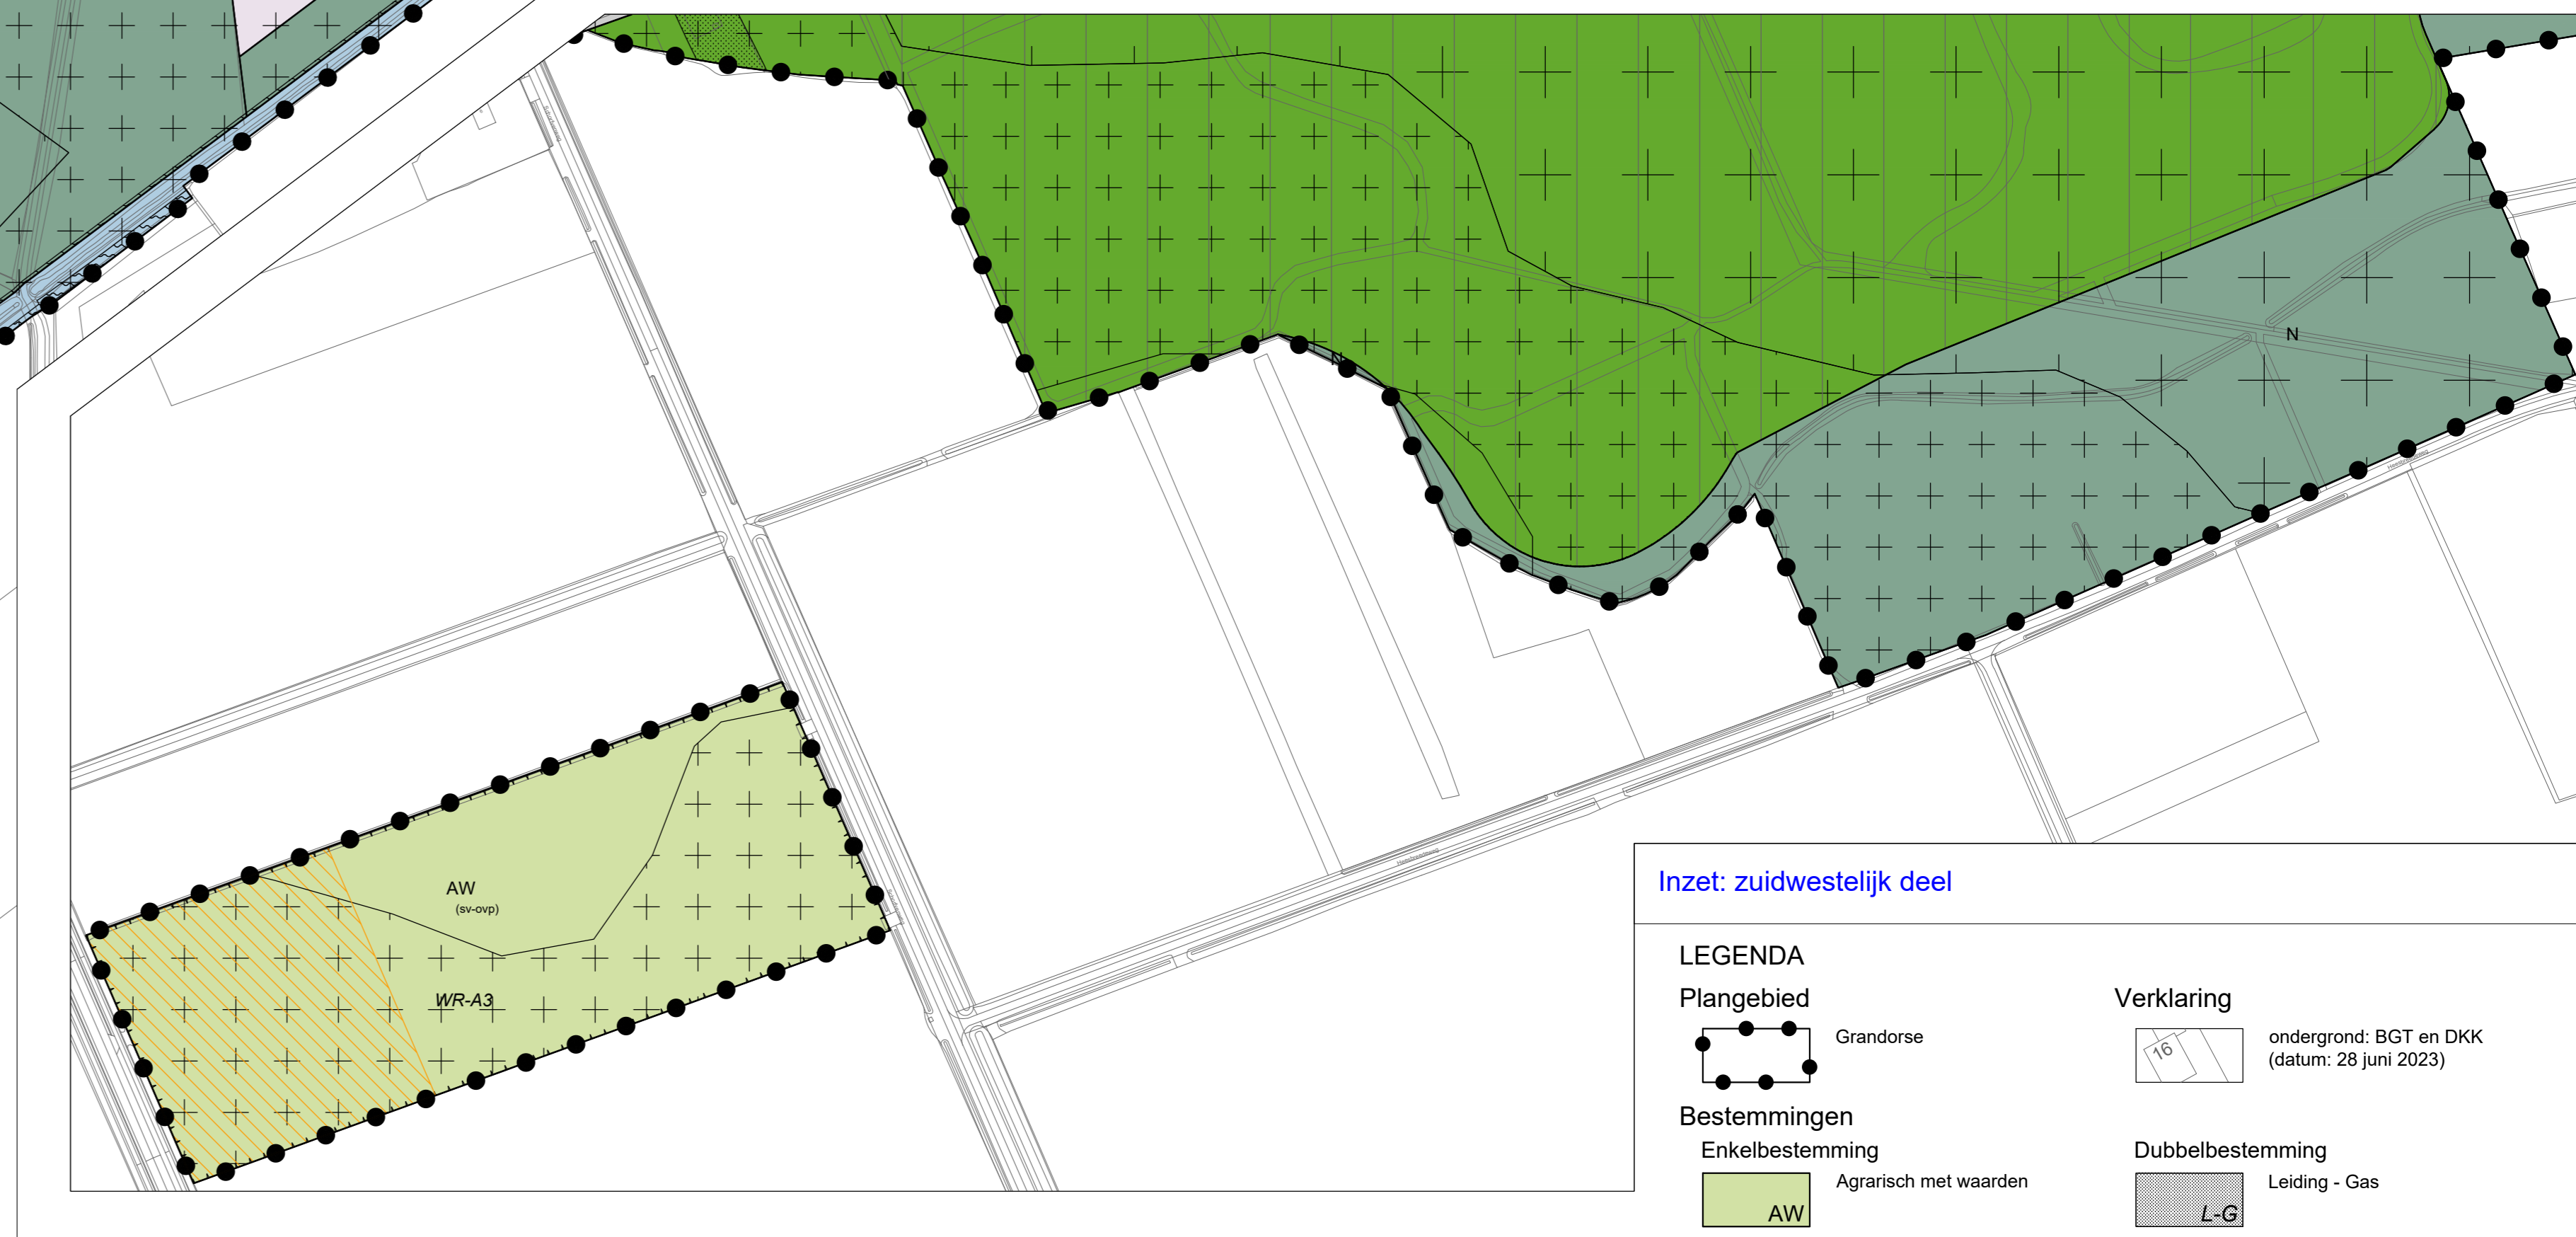 N
N
Heesbeekweg
AW
(sv-ovp)
WR-A3
Inzet: zuidwestelijk deel
LEGENDA
Plangebied
Verklaring
Grandorse
16
ondergrond: BGT en DKK
(datum: 28 juni 2023)
Bestemmingen
Enkelbestemming
Dubbelbestemming
Agrarisch met waarden
AW
Leiding - Gas
L-G